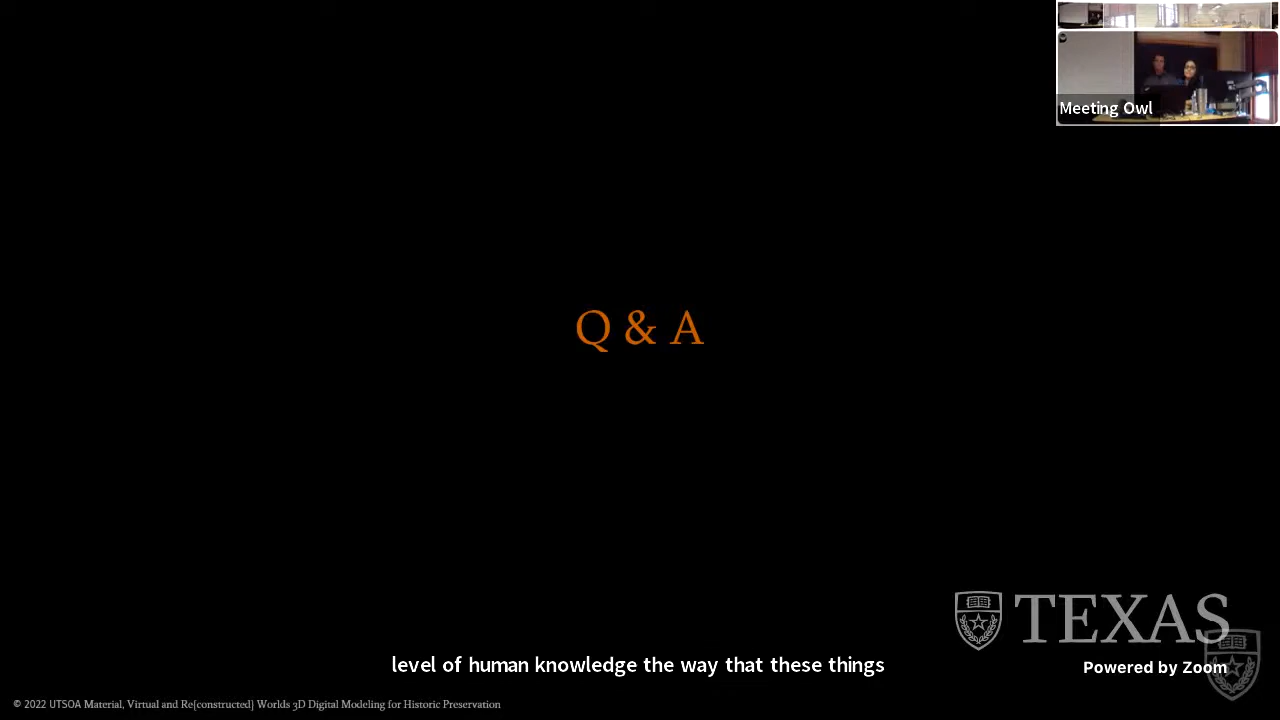 Meeting Owl
Q & A
TEXAS
level of human knowledge the way that these things
Powered by Zoom
© 2022 UTSOA Material, Virtual and Re[constructed} Worlds 3D Digital Modeling for Historic Preservation